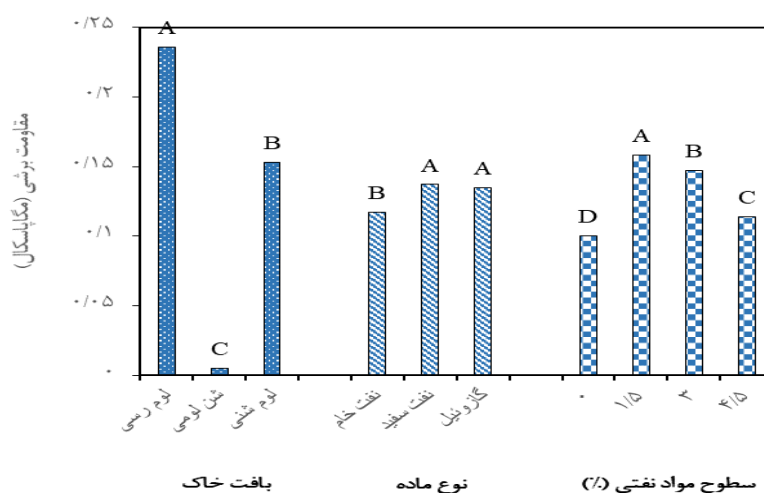 مقاومت برشی (مگاپاسکال)
۰/۲۵
۰/۲
۰/۱۵
۰/۱
۰/۰۵
۰
A
C
B
B
A
A
D
A
B
C
لوم رسی
شن لومی
لوم شنی
نفت خام
نفت سفید
گازوئیل
۰
۱/۵
۳
۴/۵
بافت خاک
نوع ماده
سطوح مواد نفتی (٪)